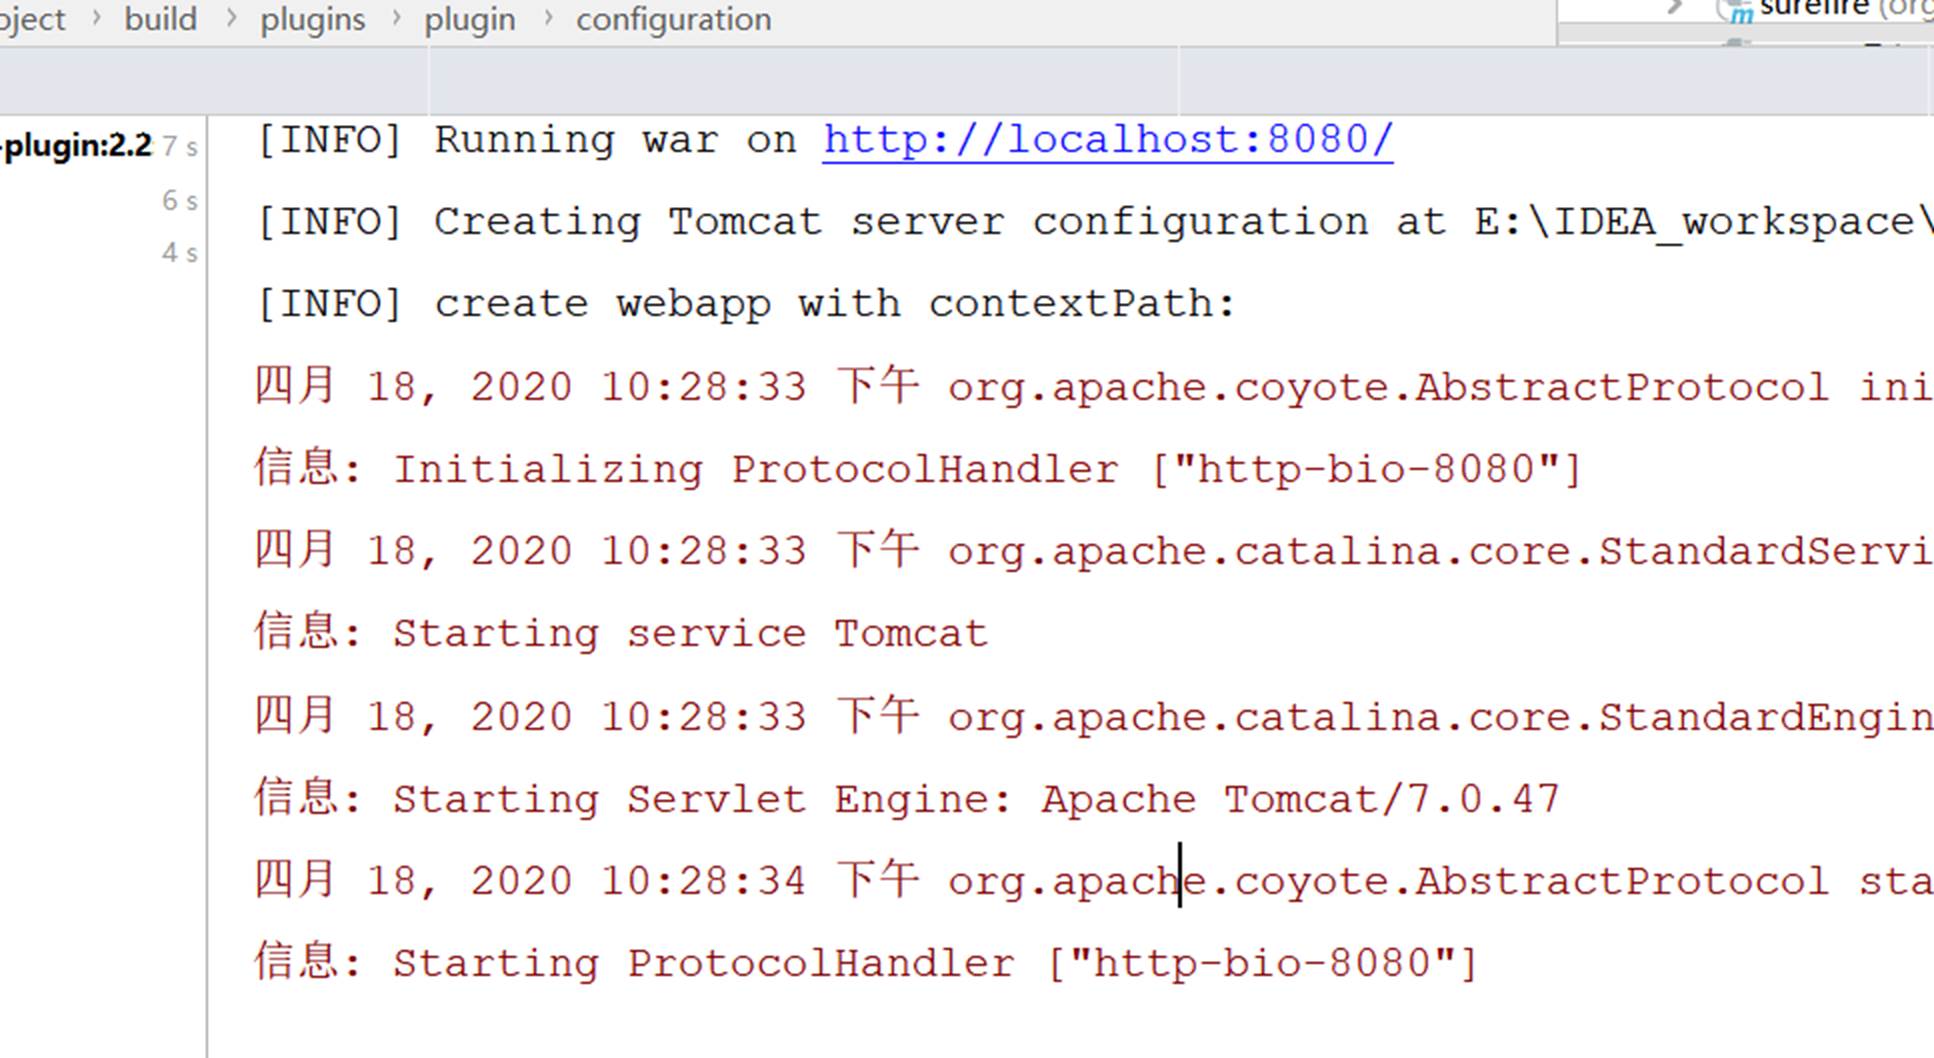 oject › build › plugins › plugin › configuration
surefire (org
-plugin:2.2 7 s
6 s
4 s
[INFO] Running war on http://localhost:8080/
[INFO] Creating Tomcat server configuration at E:\IDEA_workspace\
[INFO] create webapp with contextPath:
四月 18, 2020 10:28:33 下午 org.apache.coyote.AbstractProtocol ini
信息: Initializing ProtocolHandler ["http-bio-8080"]
四月 18, 2020 10:28:33 下午 org.apache.catalina.core.StandardServi
信息: Starting service Tomcat
四月 18, 2020 10:28:33 下午 org.apache.catalina.core.StandardEngin
信息: Starting Servlet Engine: Apache Tomcat/7.0.47
四月 18, 2020 10:28:34 下午 org.apache.coyote.AbstractProtocol sta
信息: Starting ProtocolHandler ["http-bio-8080"]